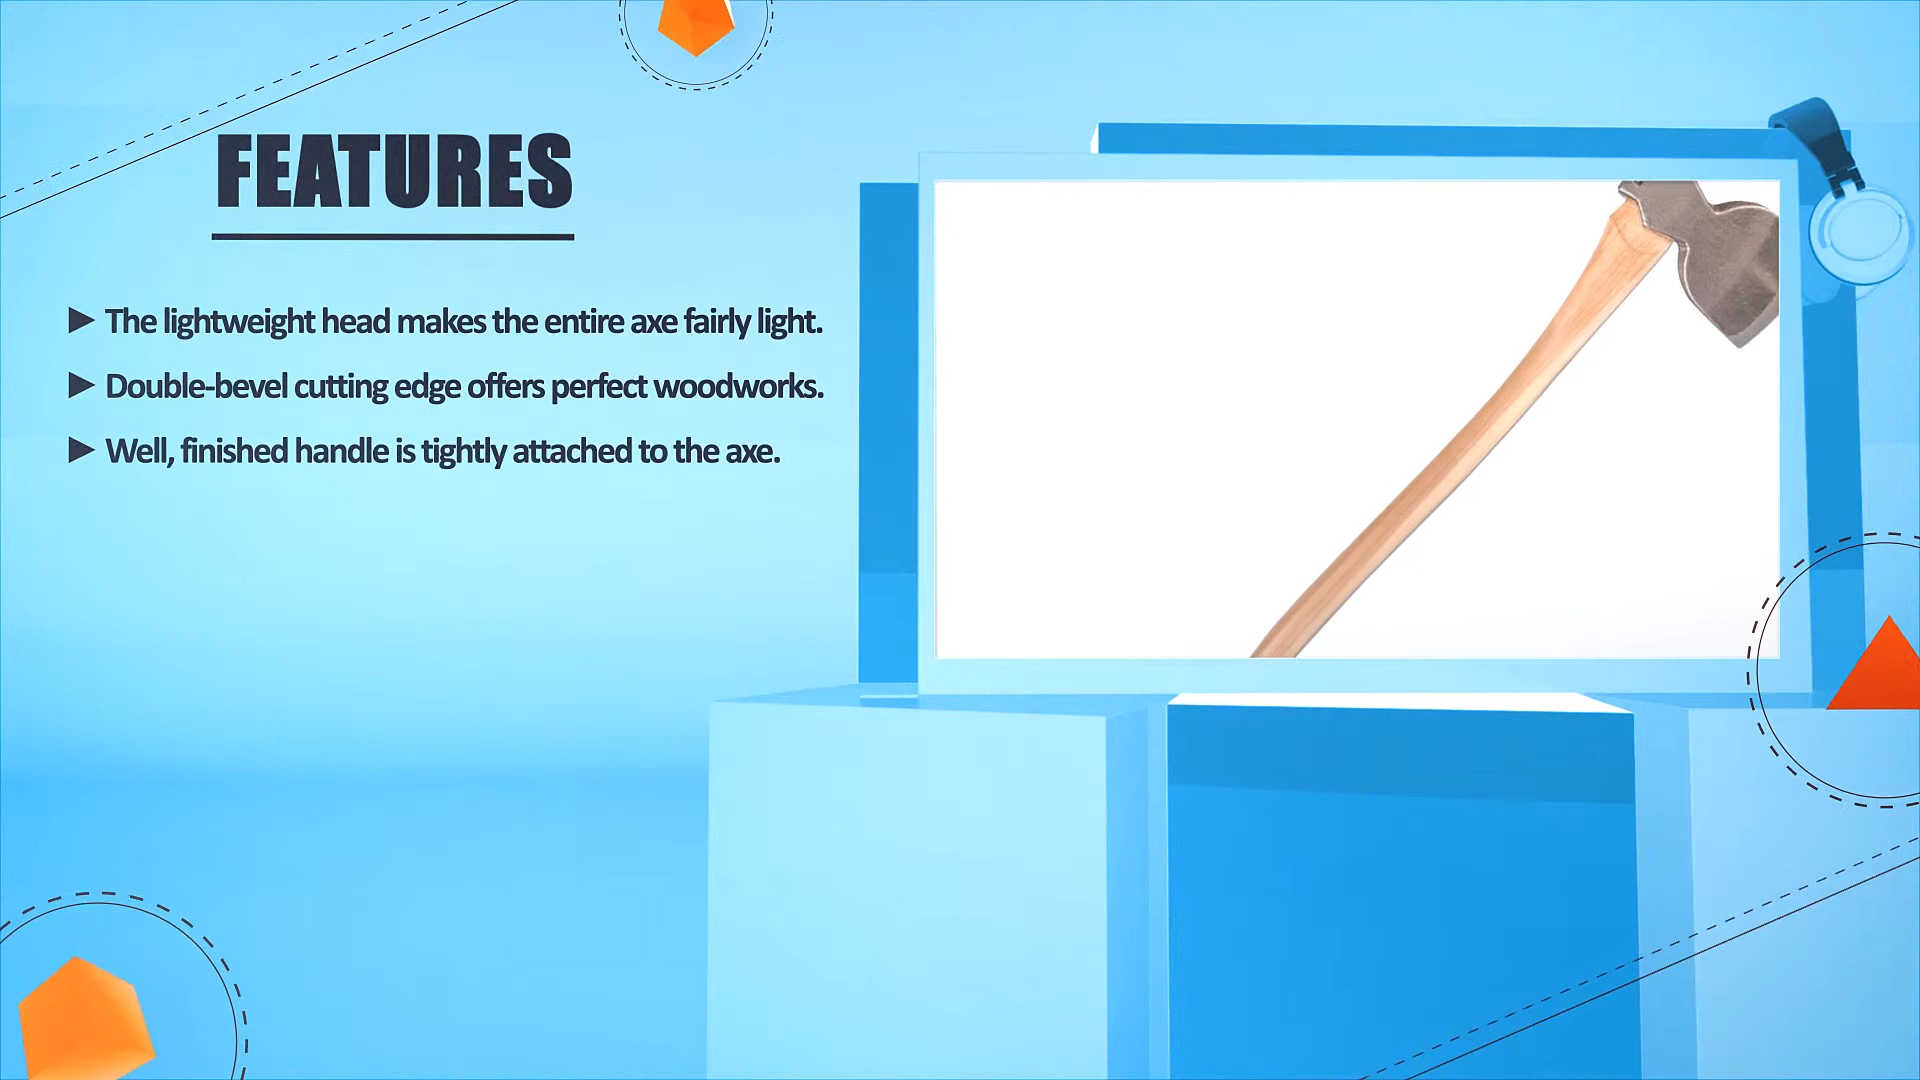 FEATURES
► The lightweight head makes the entire axe fairly light.
► Double-bevel cutting edge offers perfect woodworks.
► Well, finished handle is tightly attached to the axe.